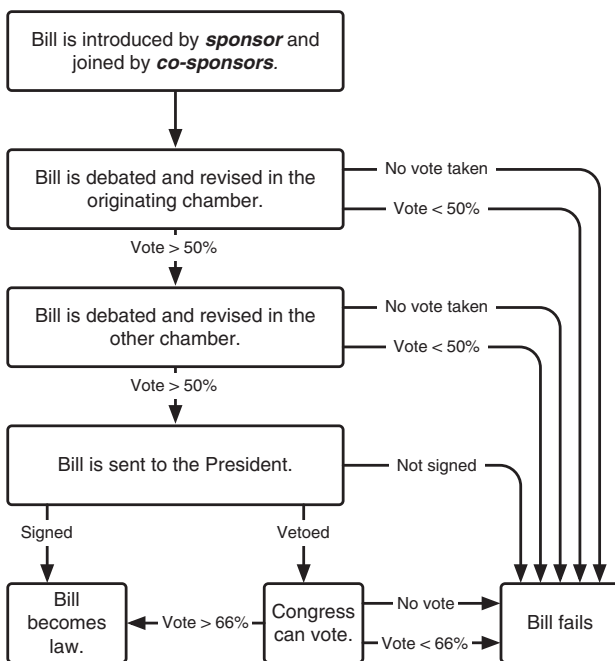 Bill is introduced by sponsor and
joined by co-sponsors.
Bill is debated and revised in the
originating chamber.
No vote taken
Vote < 50%
Vote > 50%
Bill is debated and revised in the
other chamber.
No vote taken
Vote < 50%
Vote > 50%
Bill is sent to the President.
Not signed
Signed
Vetoed
Bill
becomes
law.
Vote > 66%
Congress
can vote.
No vote
Vote < 66%
Bill fails